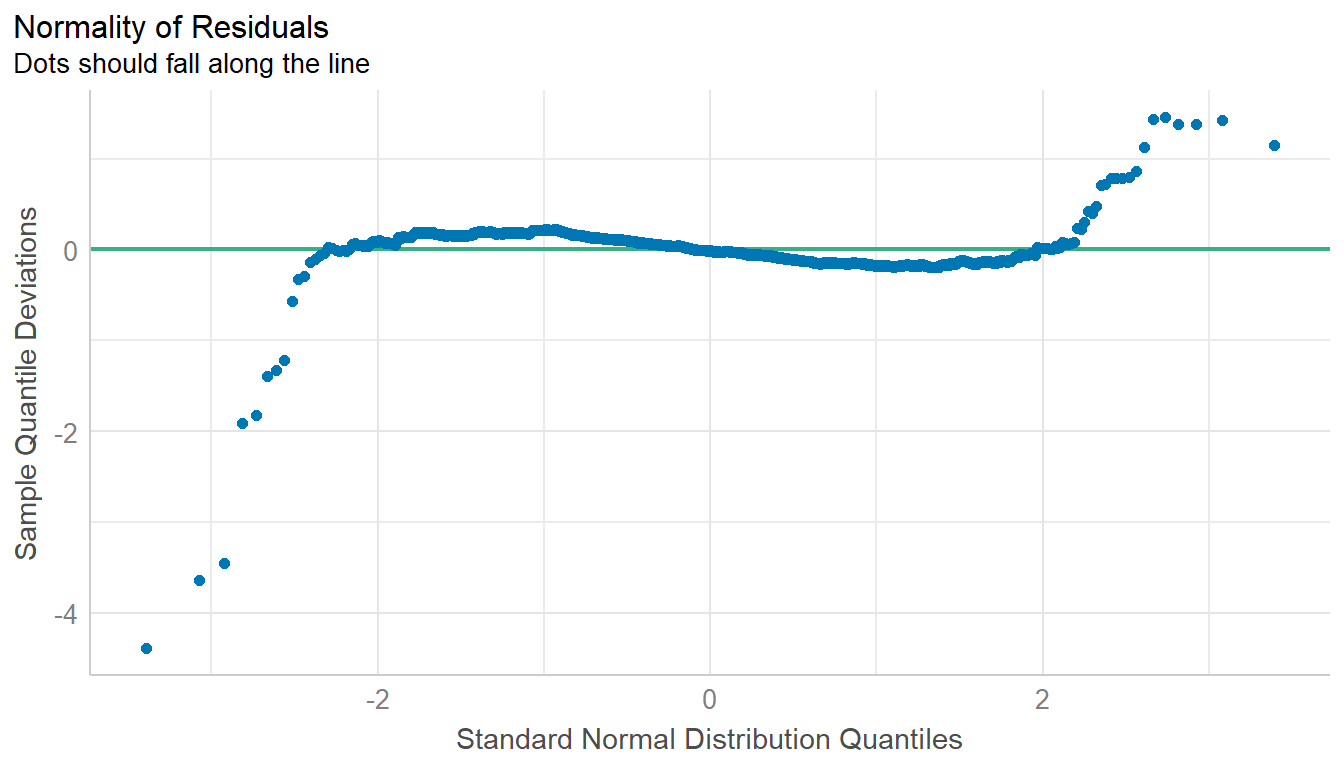 Normality of Residuals
Dots should fall along the line
Sample Quantile Deviations
0
-2
-4
-2
0
2
Standard Normal Distribution Quantiles